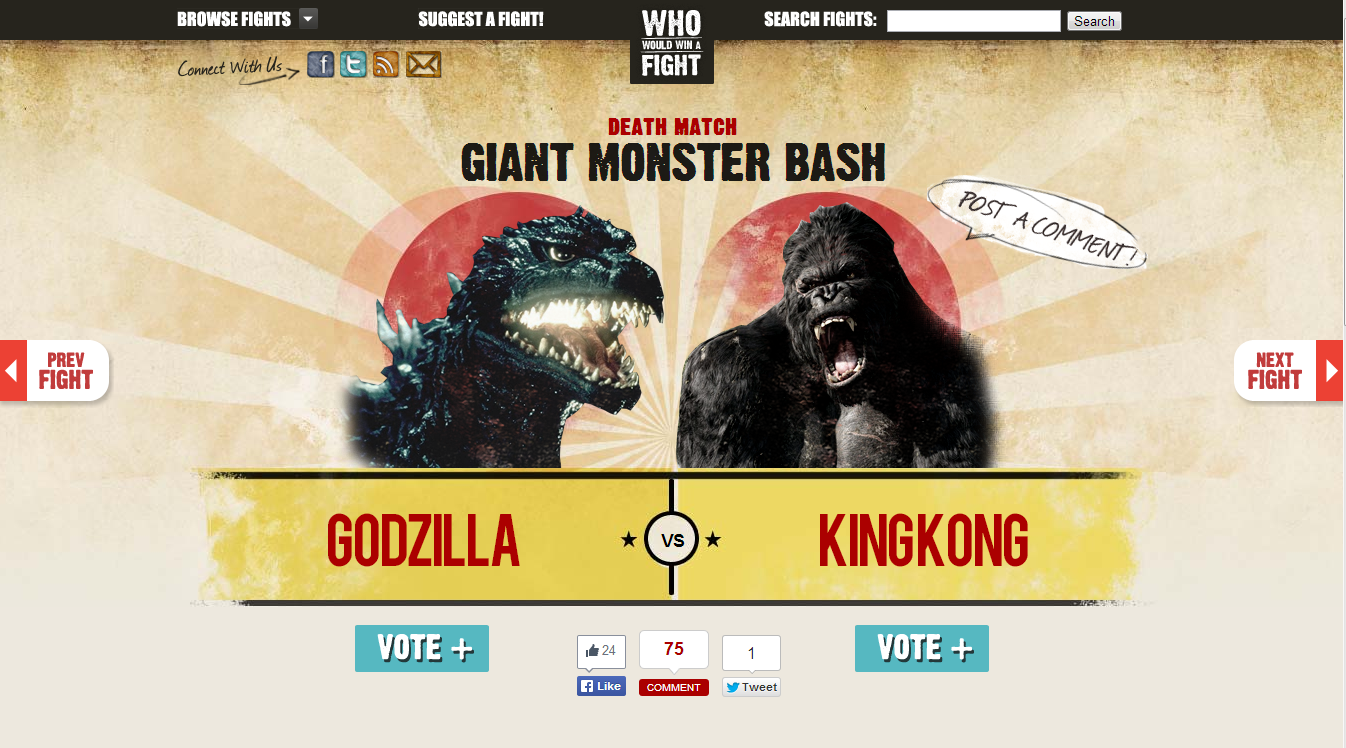 BROWSE FIGHTS
SUGGEST A FIGHT!
WHO
WOULD WIN A
FIGHT
SEARCH FIGHTS:
Search
Connect With Us
f
t
DEATH MATCH
GIANT MONSTER BASH
POST A COMMENT!
PREV
FIGHT
NEXT
FIGHT
GODZILLA
VS
KINGKONG
VOTE +
24
75
1
VOTE +
f Like
COMMENT
Tweet